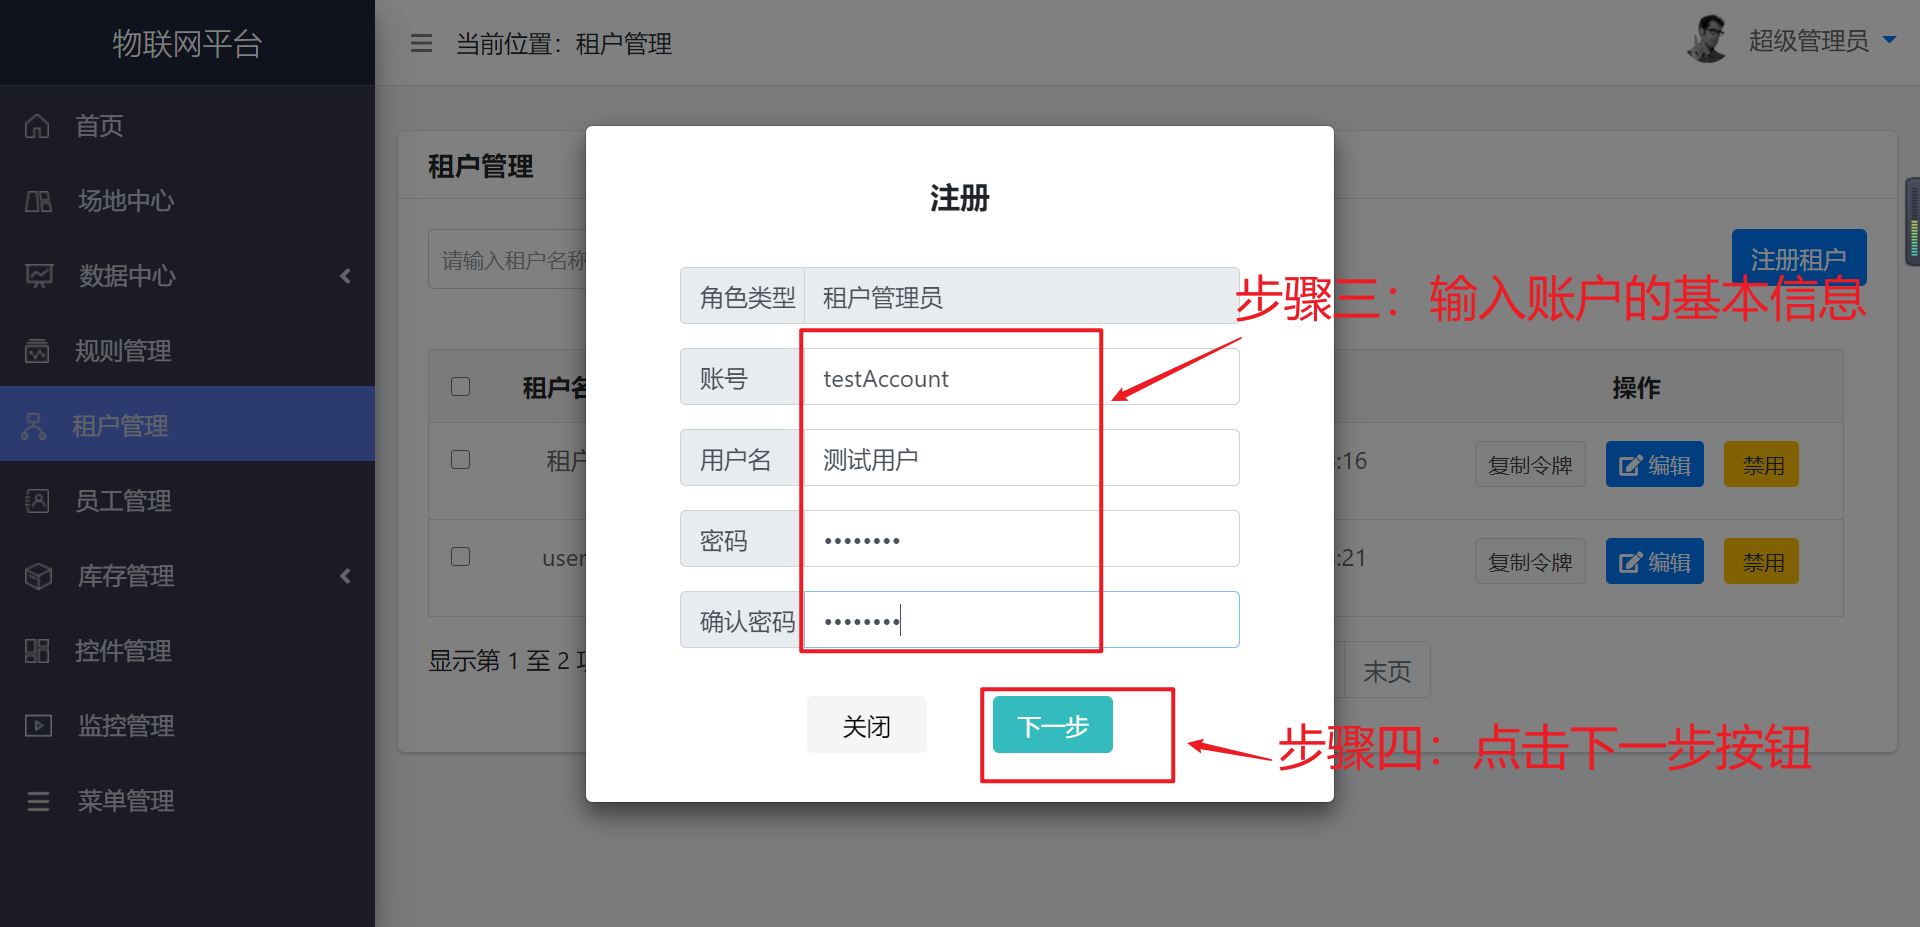 物联网平台
当前位置：租户管理
超级管理员
首页
场地中心
数据中心
规则管理
租户管理
员工管理
库存管理
控件管理
监控管理
菜单管理
租户管理
请输入租户名称
注册租户
租户名
操作
租户
:16
复制令牌
编辑
禁用
user
:21
复制令牌
编辑
禁用
显示第 1 至 2 项
末页
注册
角色类型
租户管理员
账号
testAccount
用户名
测试用户
密码
••••••••
确认密码
••••••••
关闭
下一步
步骤三：输入账户的基本信息
步骤四：点击下一步按钮